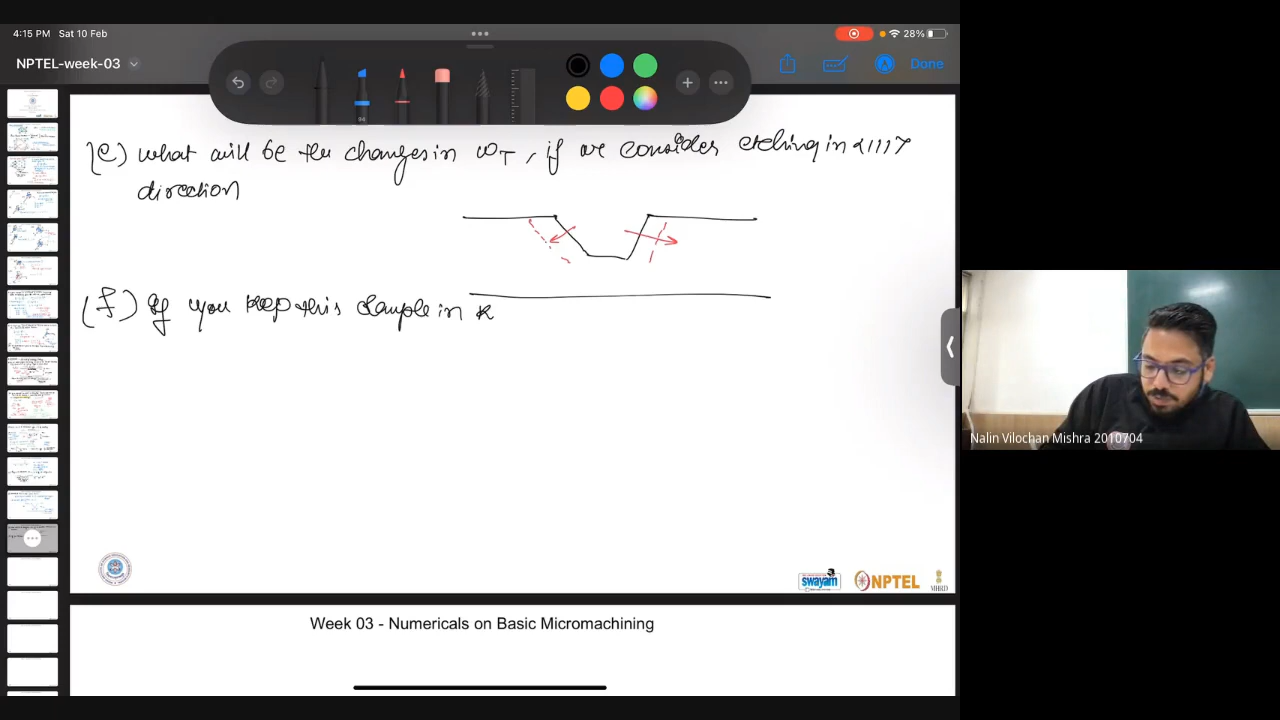 4:15 PM Sat 10 Feb
28%
NPTEL-week-03
Done
(e) what will be the changes in wT, if we consider etching in <111>
direction
(f) If you keep this sample in K
Nalin Vilochan Mishra 2010704
swayam
NPTEL
MHRD
Week 03 - Numericals on Basic Micromachining